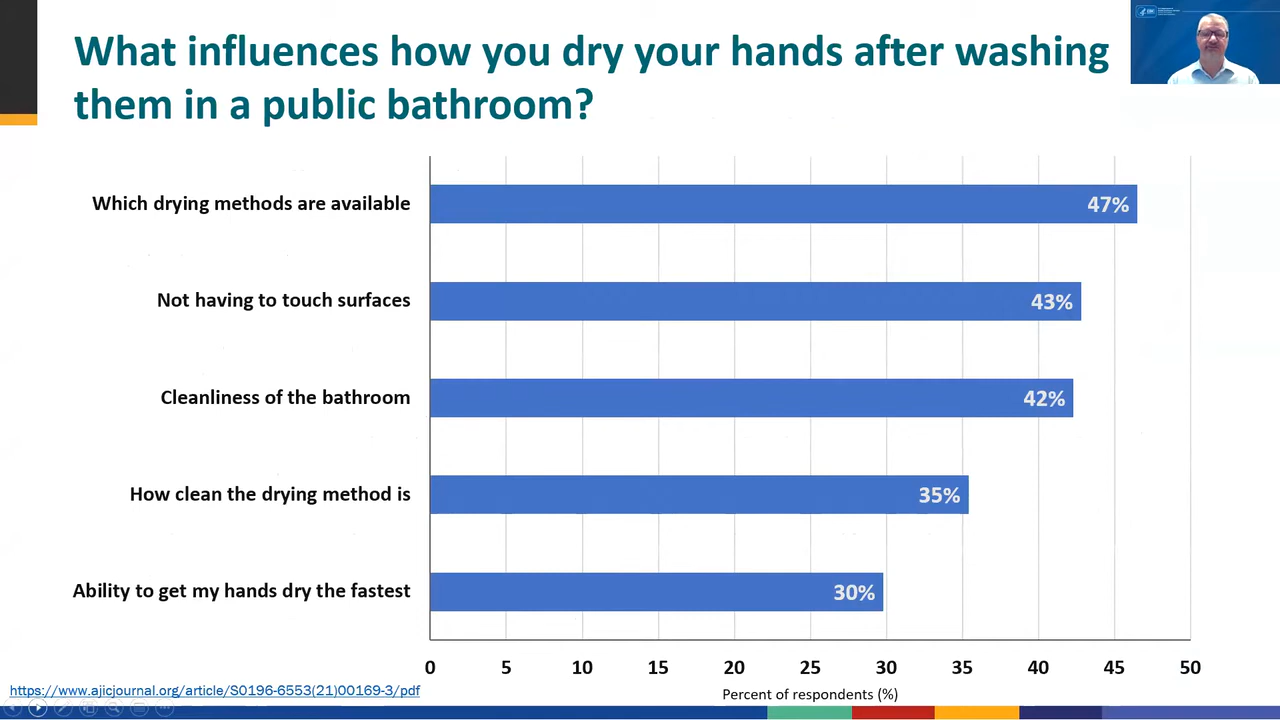 What influences how you dry your hands after washing
them in a public bathroom?
Which drying methods are available
47%
Not having to touch surfaces
43%
Cleanliness of the bathroom
42%
How clean the drying method is
35%
Ability to get my hands dry the fastest
30%
0 5 10 15 20 25 30 35 40 45 50
Percent of respondents (%)
https://www.ajicjournal.org/article/S0196-6553(21)00169-3/pdf